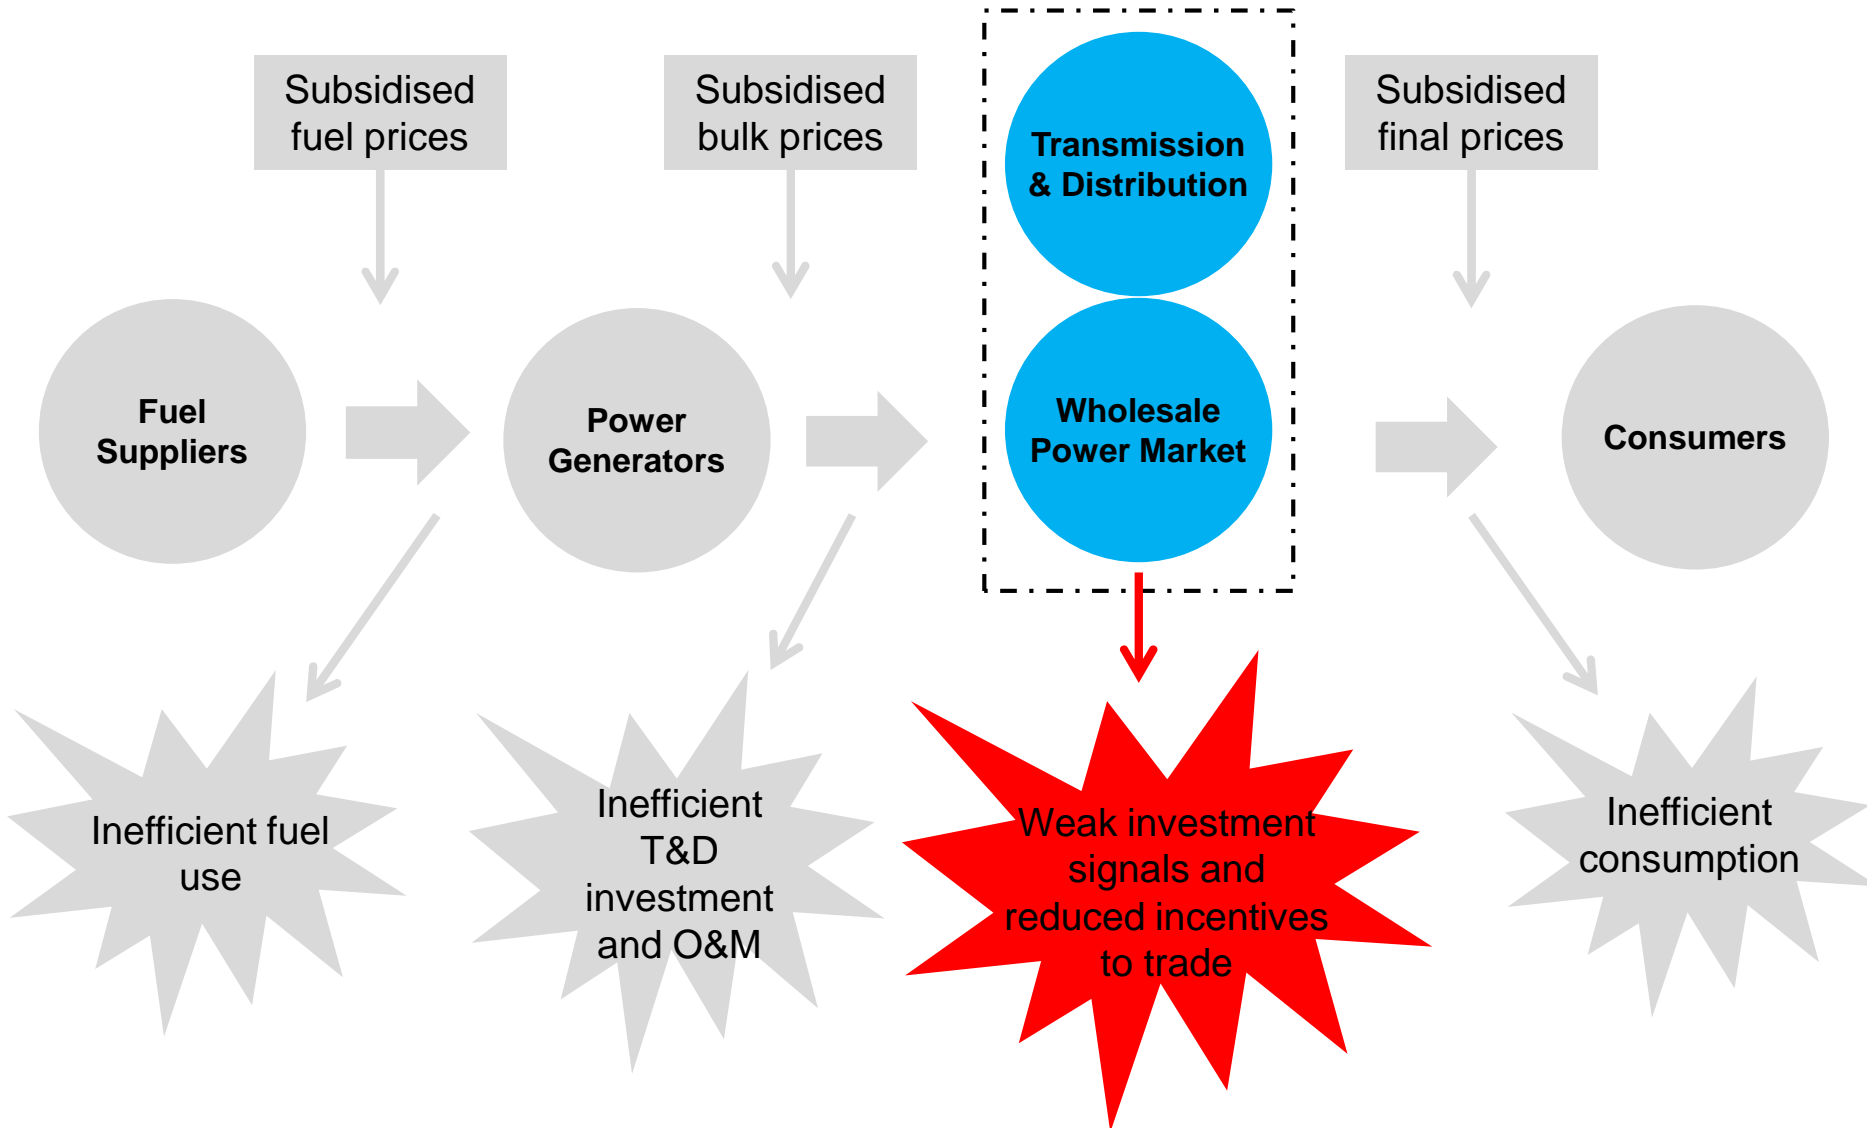 Subsidised
fuel prices
Subsidised
bulk prices
Subsidised
final prices
Transmission
& Distribution
Fuel
Suppliers
Power
Generators
Wholesale
Power Market
Consumers
Inefficient fuel
use
Inefficient
T&D
investment
and O&M
Weak investment
signals and
reduced incentives
to trade
Inefficient
consumption